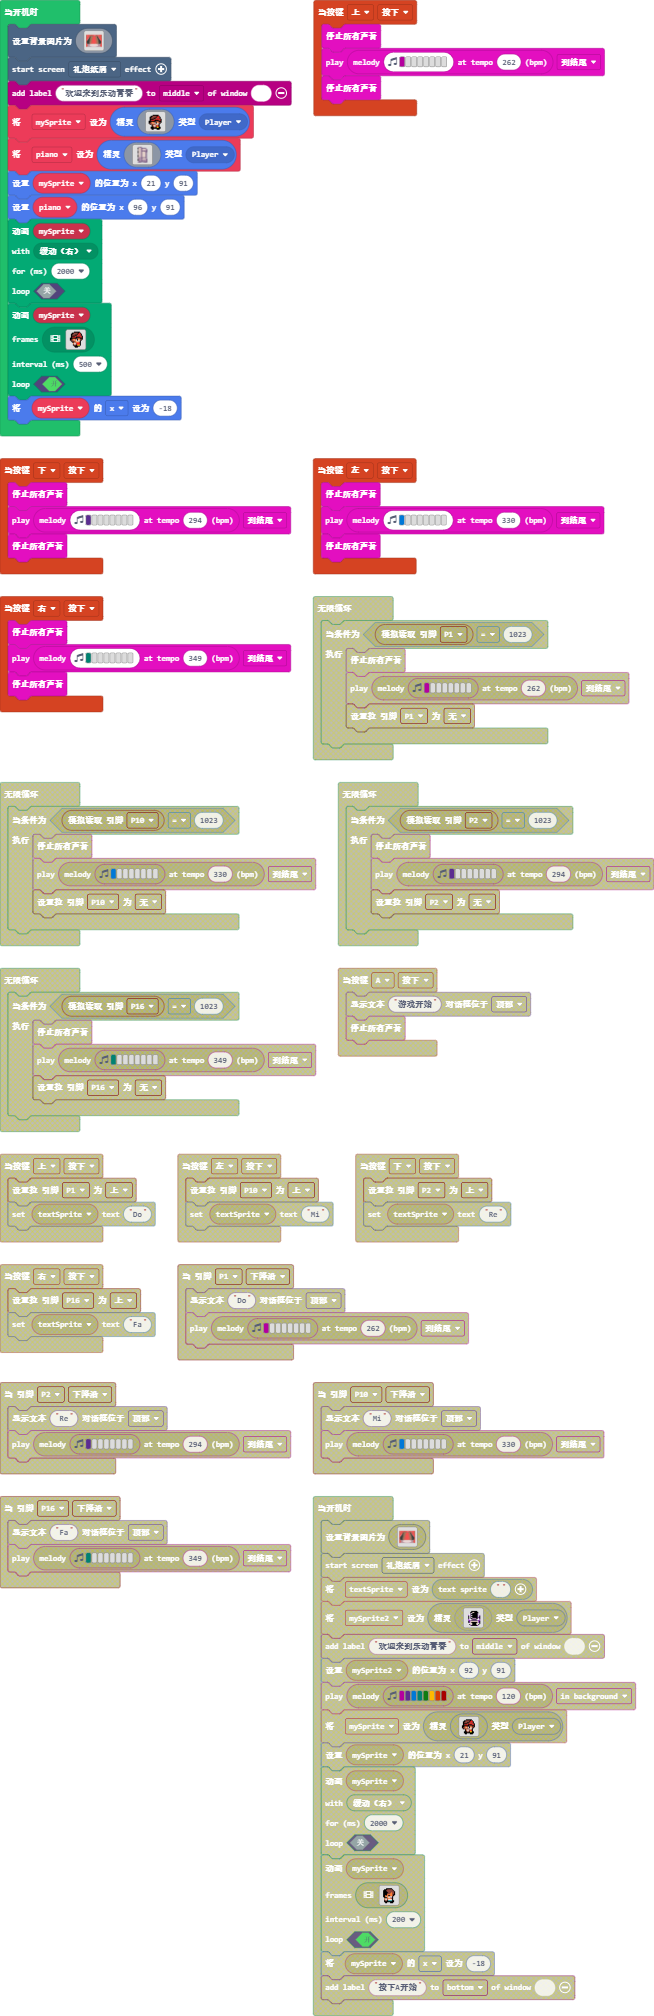 当开机时
设置背景图片为
start screen 礼炮纸屑 effect
add label "欢迎来到乐动青春" to middle of window
将 mySprite 设为 精灵 类型 Player
将 piano 设为 精灵 类型 Player
设置 mySprite 的位置为 x 21 y 91
设置 piano 的位置为 x 96 y 91
动画 mySprite
with 缓动（右）
for (ms) 2000
loop 关
动画 mySprite
frames
interval (ms) 500
loop 开
将 mySprite 的 x 设为 -18
当按键 上 按下
停止所有声音
play melody at tempo 262 (bpm) 到结尾
停止所有声音
当按键 下 按下
停止所有声音
play melody at tempo 294 (bpm) 到结尾
停止所有声音
当按键 左 按下
停止所有声音
play melody at tempo 330 (bpm) 到结尾
停止所有声音
当按键 右 按下
停止所有声音
play melody at tempo 349 (bpm) 到结尾
停止所有声音
无限循环
当条件为 模拟读取 引脚 P1 = 1023
执行
停止所有声音
play melody at tempo 262 (bpm) 到结尾
设置拉 引脚 P1 为 无
无限循环
当条件为 模拟读取 引脚 P10 = 1023
执行
停止所有声音
play melody at tempo 330 (bpm) 到结尾
设置拉 引脚 P10 为 无
无限循环
当条件为 模拟读取 引脚 P2 = 1023
执行
停止所有声音
play melody at tempo 294 (bpm) 到结尾
设置拉 引脚 P2 为 无
无限循环
当条件为 模拟读取 引脚 P16 = 1023
执行
停止所有声音
play melody at tempo 349 (bpm) 到结尾
设置拉 引脚 P16 为 无
当按键 A 按下
显示文本 "游戏开始" 对话框位于 顶部
停止所有声音
当按键 上 按下
设置拉 引脚 P1 为 上
set textSprite text "Do"
当按键 左 按下
设置拉 引脚 P10 为 上
set textSprite text "Mi"
当按键 下 按下
设置拉 引脚 P2 为 上
set textSprite text "Re"
当按键 右 按下
设置拉 引脚 P16 为 上
set textSprite text "Fa"
当 引脚 P1 下降沿
显示文本 "Do" 对话框位于 顶部
play melody at tempo 262 (bpm) 到结尾
当 引脚 P2 下降沿
显示文本 "Re" 对话框位于 顶部
play melody at tempo 294 (bpm) 到结尾
当 引脚 P10 下降沿
显示文本 "Mi" 对话框位于 顶部
play melody at tempo 330 (bpm) 到结尾
当 引脚 P16 下降沿
显示文本 "Fa" 对话框位于 顶部
play melody at tempo 349 (bpm) 到结尾
当开机时
设置背景图片为
start screen 礼炮纸屑 effect
将 textSprite 设为 text sprite " "
将 mySprite2 设为 精灵 类型 Player
add label "欢迎来到乐动青春" to middle of window
设置 mySprite2 的位置为 x 92 y 91
play melody at tempo 120 (bpm) in background
将 mySprite 设为 精灵 类型 Player
设置 mySprite 的位置为 x 21 y 91
动画 mySprite
with 缓动（右）
for (ms) 2000
loop 关
动画 mySprite
frames
interval (ms) 200
loop 开
将 mySprite 的 x 设为 -18
add label "按下A开始" to bottom of window